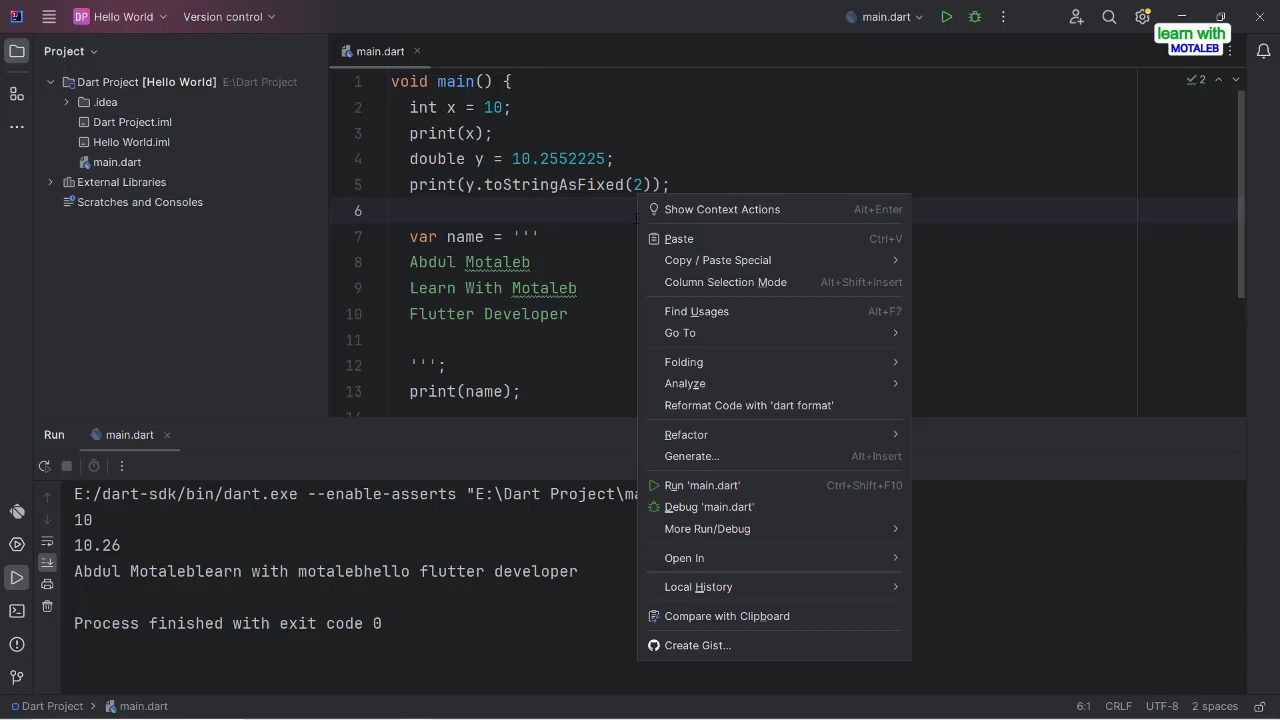 DP Hello World
Version control
main.dart
learn with
MOTALEB
Project
Dart Project [Hello World] E:\Dart Project
.idea
Dart Project.iml
Hello World.iml
main.dart
External Libraries
Scratches and Consoles
main.dart
2
1 void main() {
2 int x = 10;
3 print(x);
4 double y = 10.2552225;
5 print(y.toStringAsFixed(2));
6
7 var name = '''
8 Abdul Motaleb
9 Learn With Motaleb
10 Flutter Developer
11
12 ''';
13 print(name);
14
Show Context Actions Alt+Enter
Paste Ctrl+V
Copy / Paste Special
Column Selection Mode Alt+Shift+Insert
Find Usages Alt+F7
Go To
Folding
Analyze
Reformat Code with 'dart format'
Refactor
Generate... Alt+Insert
Run 'main.dart' Ctrl+Shift+F10
Debug 'main.dart'
More Run/Debug
Open In
Local History
Compare with Clipboard
Create Gist...
Run main.dart
E:/dart-sdk/bin/dart.exe --enable-asserts "E:\Dart Project\ma
10
10.26
Abdul Motaleblearn with motalebhello flutter developer
Process finished with exit code 0
Dart Project
main.dart
6:1 CRLF UTF-8 2 spaces